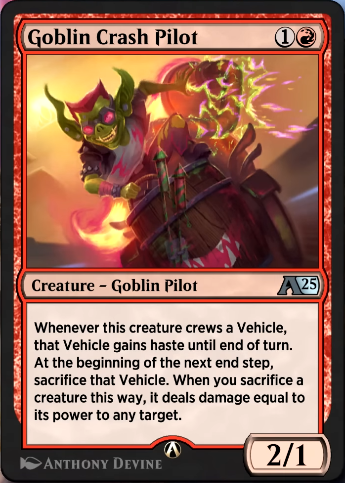 Goblin Crash Pilot 1
Creature – Goblin Pilot A25
Whenever this creature crews a Vehicle,
that Vehicle gains haste until end of turn.
At the beginning of the next end step,
sacrifice that Vehicle. When you sacrifice a
creature this way, it deals damage equal to
its power to any target.
2/1
Anthony Devine